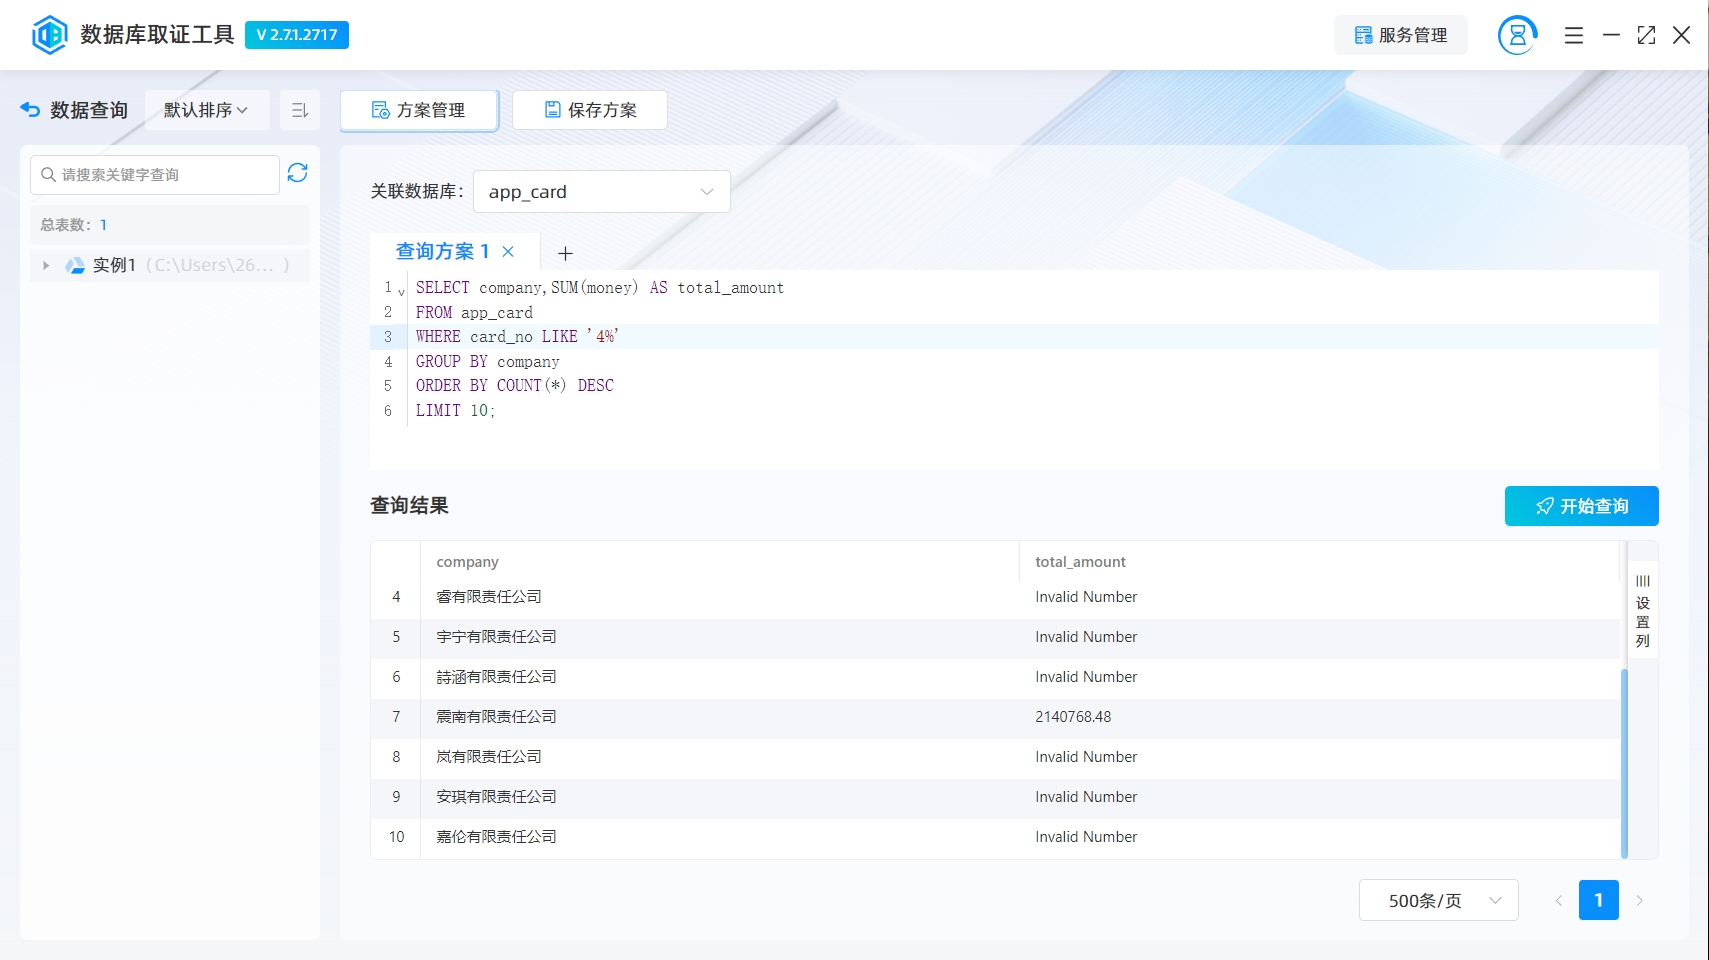 数据库取证工具 V 2.7.1.2717 服务管理
数据查询 默认排序 方案管理 保存方案
请搜索关键字查询
总表数：1
实例1 (C:\Users\26... )
关联数据库： app_card
查询方案 1
1 SELECT company,SUM(money) AS total_amount
2 FROM app_card
3 WHERE card_no LIKE '4%'
4 GROUP BY company
5 ORDER BY COUNT(*) DESC
6 LIMIT 10;
查询结果 开始查询
company total_amount
4 睿有限责任公司 Invalid Number
5 宇宁有限责任公司 Invalid Number
6 詩涵有限责任公司 Invalid Number
7 震南有限责任公司 2140768.48
8 岚有限责任公司 Invalid Number
9 安琪有限责任公司 Invalid Number
10 嘉伦有限责任公司 Invalid Number
设置列
500条/页 1